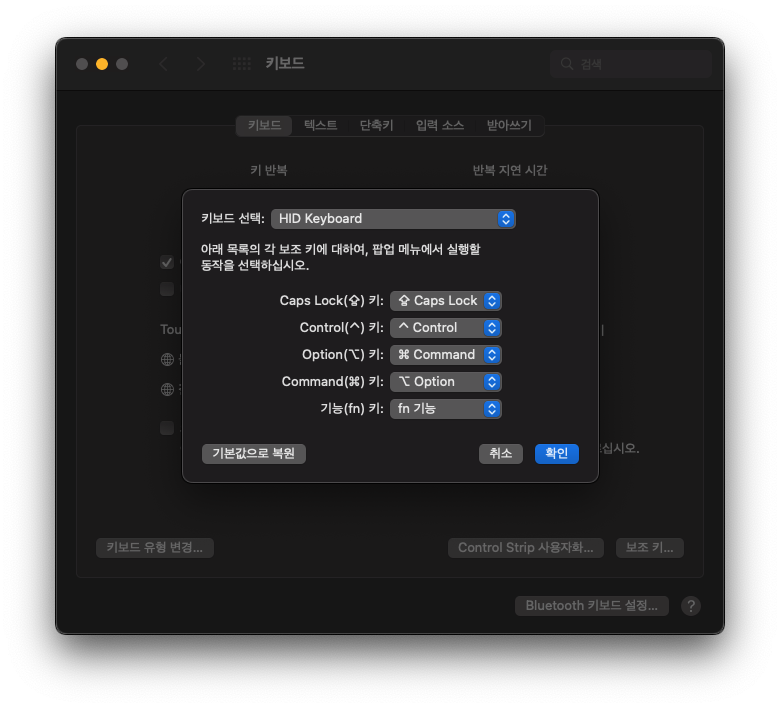 키보드
검색
키보드 텍스트 단축키 입력 소스 받아쓰기
키 반복 반복 지연 시간
키보드 선택: HID Keyboard
아래 목록의 각 보조 키에 대하여, 팝업 메뉴에서 실행할
동작을 선택하십시오.
Caps Lock(⇪) 키: ⇪ Caps Lock
Control(^) 키: ^ Control
Option(⌥) 키: ⌘ Command
Command(⌘) 키: ⌥ Option
기능(fn) 키: fn 기능
기본값으로 복원 취소 확인
Tou
십시오.
키보드 유형 변경... Control Strip 사용자화... 보조 키...
Bluetooth 키보드 설정... ?